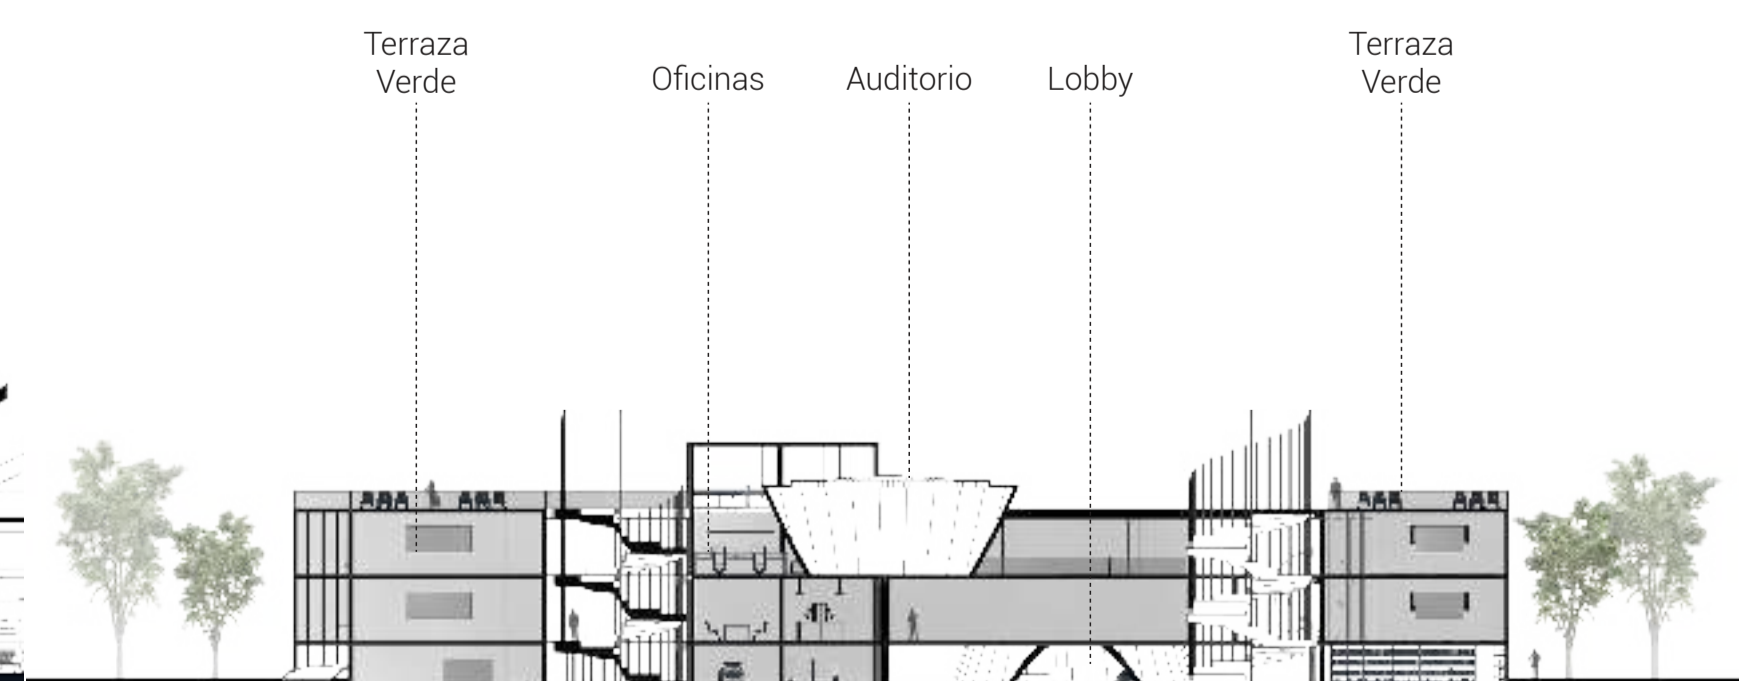 Terraza
Verde
Oficinas
Auditorio
Lobby
Terraza
Verde